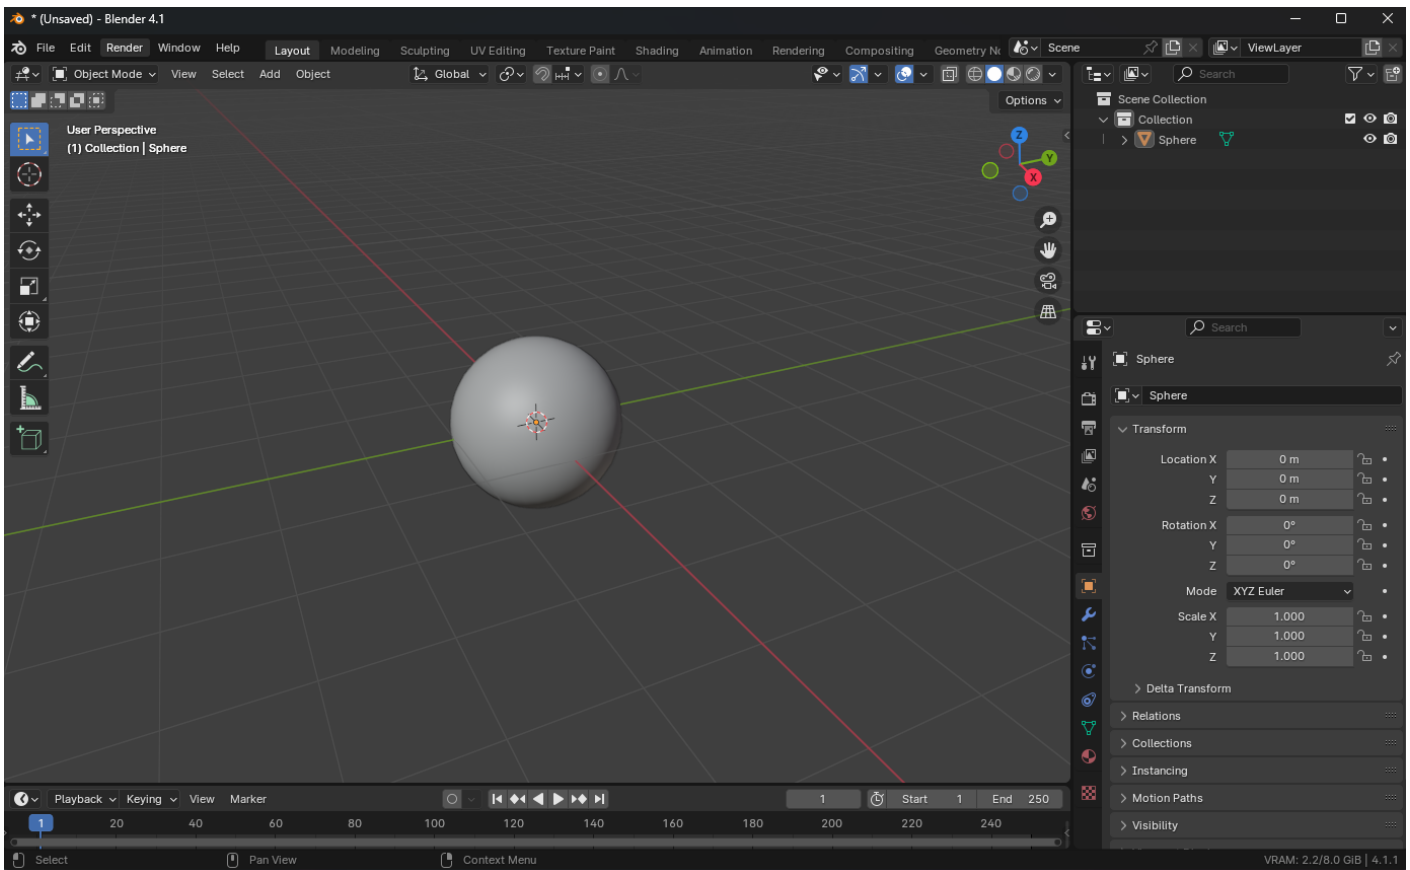 * (Unsaved) - Blender 4.1
File Edit Render Window Help Layout Modeling Sculpting UV Editing Texture Paint Shading Animation Rendering Compositing Geometry No Scene ViewLayer
Object Mode View Select Add Object Global Search
Options
User Perspective
(1) Collection | Sphere
Z
Y
X
Scene Collection
Collection
Sphere
Search
Sphere
Sphere
Transform
Location X 0 m
Y 0 m
Z 0 m
Rotation X 0°
Y 0°
Z 0°
Mode XYZ Euler
Scale X 1.000
Y 1.000
Z 1.000
Delta Transform
Relations
Collections
Instancing
Motion Paths
Visibility
Playback Keying View Marker 1 Start 1 End 250
1 20 40 60 80 100 120 140 160 180 200 220 240
Select Pan View Context Menu VRAM: 2.2/8.0 GiB | 4.1.1